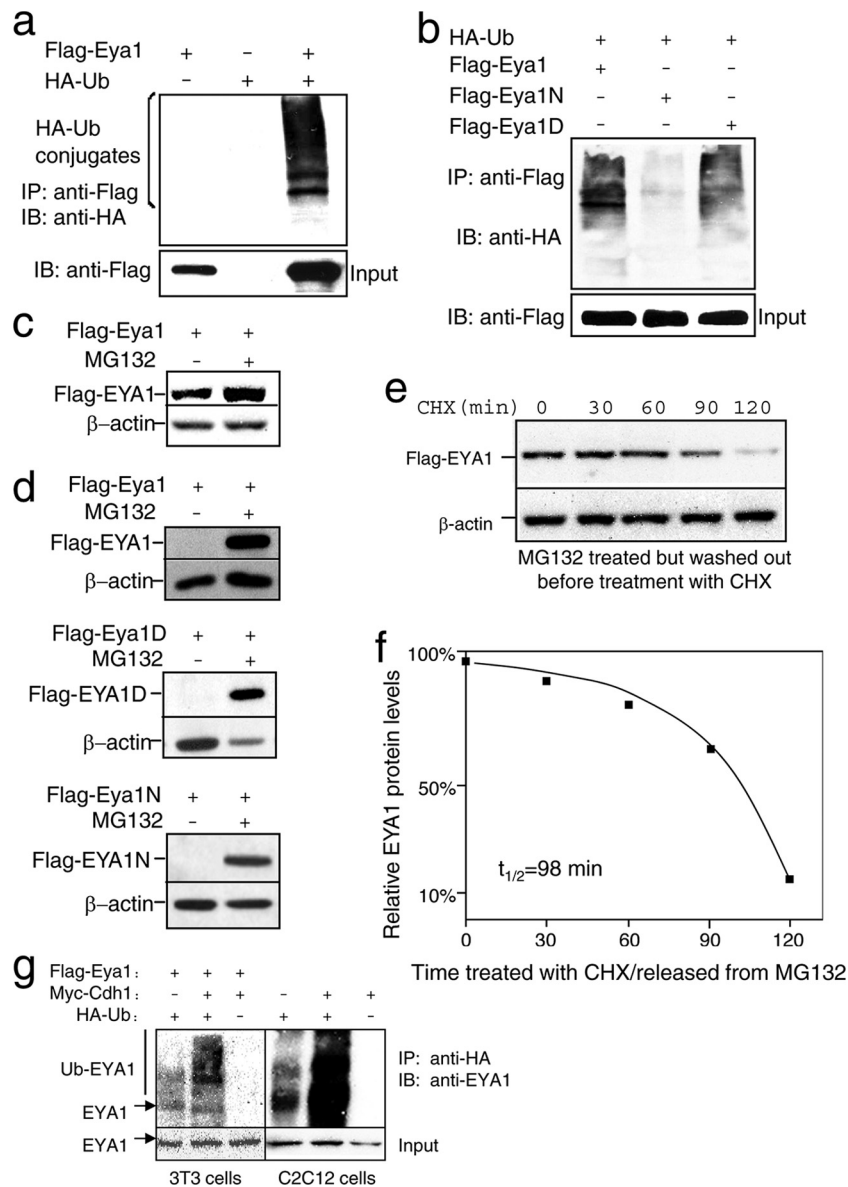 a
Flag-Eya1 + – +
HA-Ub – + +
HA-Ub
conjugates
IP: anti-Flag
IB: anti-HA
IB: anti-Flag Input
b
HA-Ub + + +
Flag-Eya1 + – –
Flag-Eya1N – + –
Flag-Eya1D – – +
IP: anti-Flag
IB: anti-HA
IB: anti-Flag Input
c
Flag-Eya1 + +
MG132 – +
Flag-EYA1
β–actin
d
Flag-Eya1 + +
MG132 – +
Flag-EYA1
β–actin
Flag-Eya1D + +
MG132 – +
Flag-EYA1D
β–actin
Flag-Eya1N + +
MG132 – +
Flag-EYA1N
β–actin
e
CHX(min) 0 30 60 90 120
Flag-EYA1
β-actin
MG132 treated but washed out
before treatment with CHX
f
100%
50%
10%
Relative EYA1 protein levels
t1/2=98 min
0 30 60 90 120
Time treated with CHX/released from MG132
g
Flag-Eya1: + + +
Myc-Cdh1: – + + – + +
HA-Ub: + + – + + –
Ub-EYA1
EYA1
EYA1
IP: anti-HA
IB: anti-EYA1
Input
3T3 cells C2C12 cells